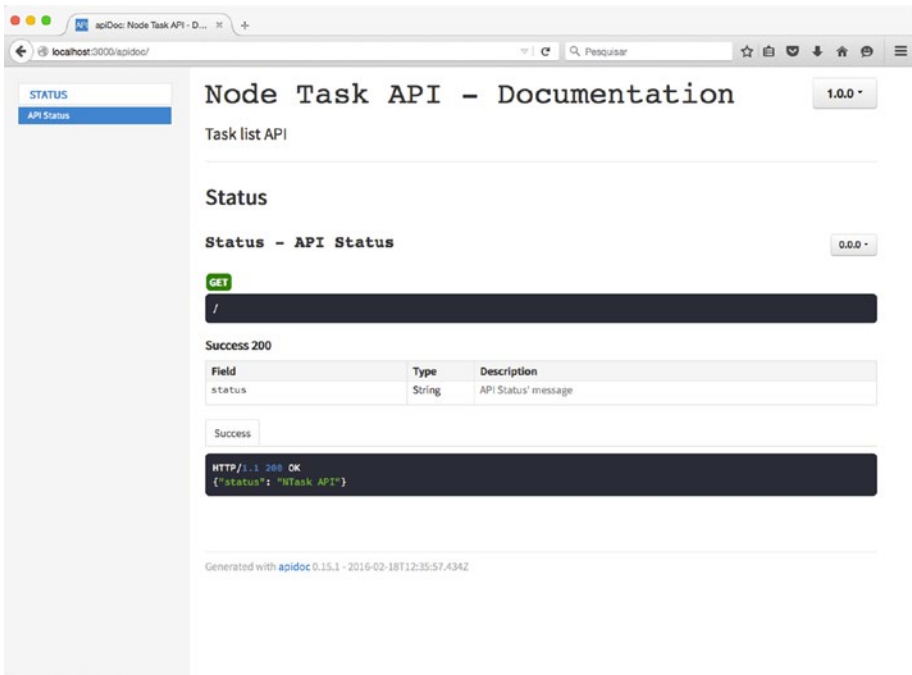 API apiDoc: Node Task API - D... × +
localhost:3000/apidoc/ Pesquisar
STATUS
API Status
Node Task API - Documentation 1.0.0
Task list API
Status
Status - API Status 0.0.0
GET
/
Success 200
Field Type Description
status String API Status' message
Success
HTTP/1.1 200 OK
{"status": "NTask API"}
Generated with apidoc 0.15.1 - 2016-02-18T12:35:57.434Z